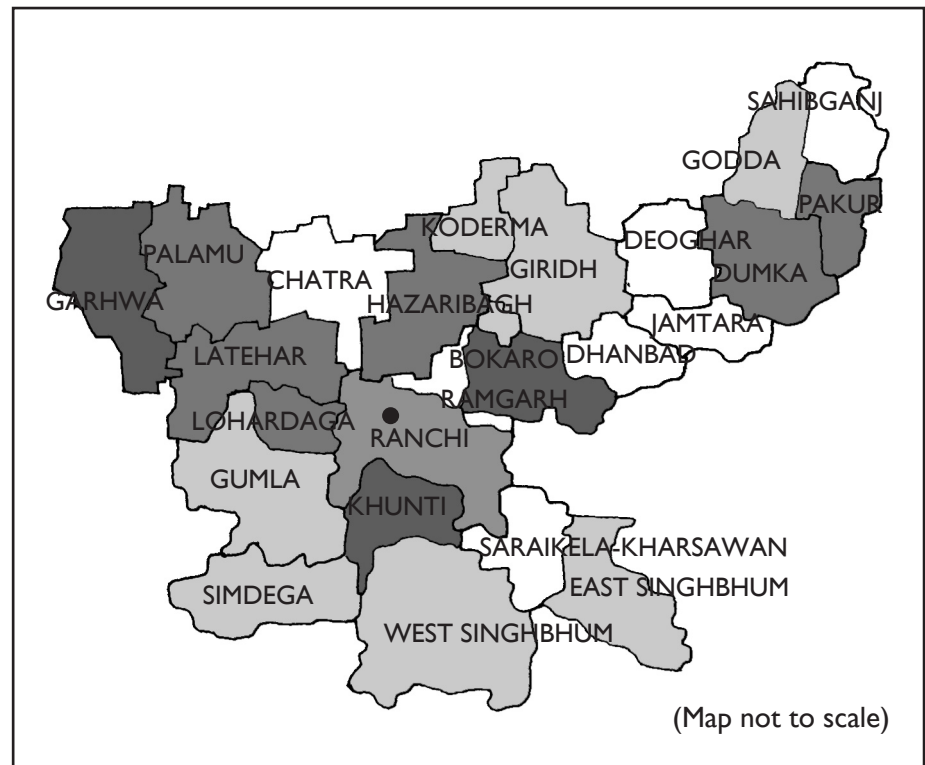 SAHIBGANJ
GODDA
PAKUR
KODERMA
DEOGHAR
PALAMU
GIRIDH
DUMKA
CHATRA
GARHWA
HAZARIBAGH
JAMTARA
LATEHAR
BOKARO
DHANBAD
RAMGARH
LOHARDAGA
RANCHI
GUMLA
KHUNTI
SARAIKELA-KHARSAWAN
EAST SINGHBHUM
SIMDEGA
WEST SINGHBHUM
(Map not to scale)